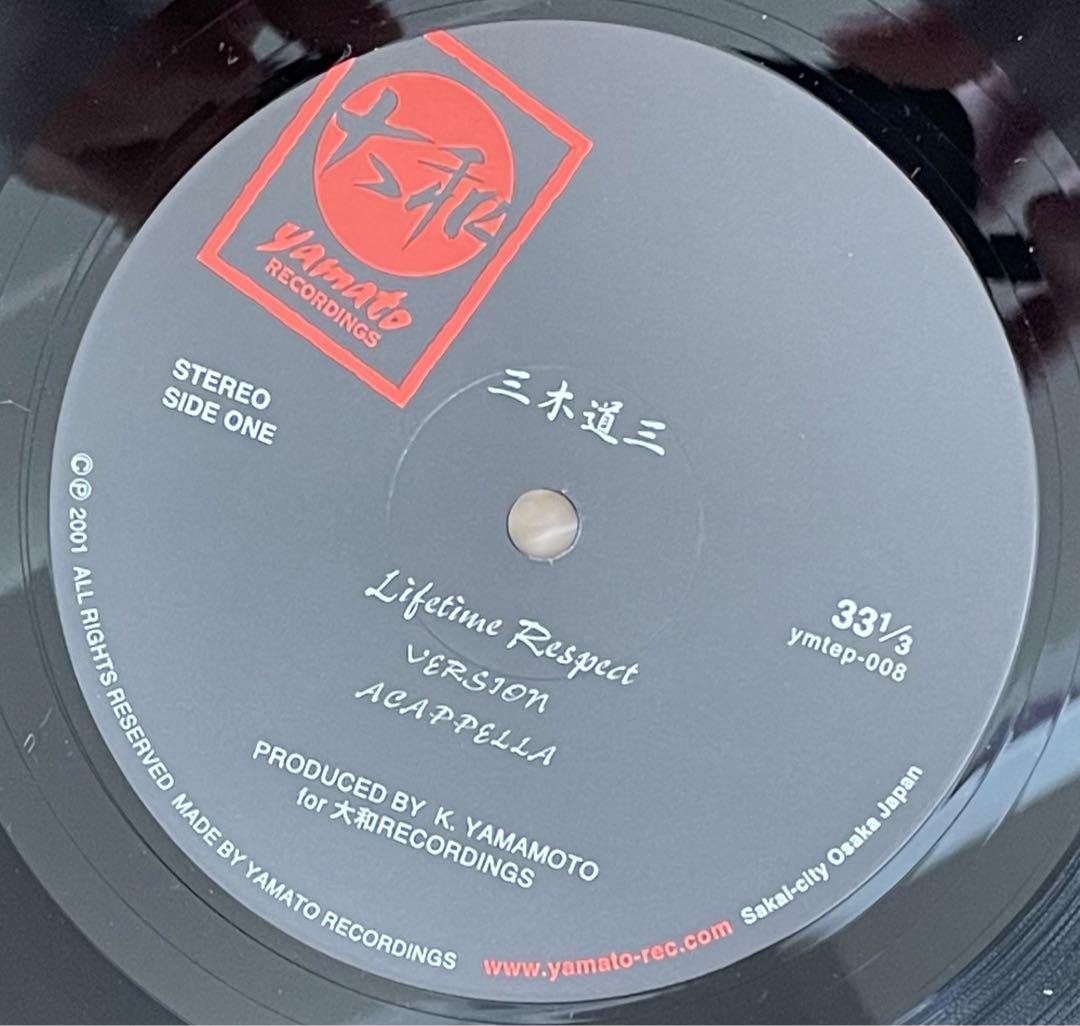 大和
yamato
RECORDINGS
STEREO
SIDE ONE
三木道三
33⅓
ymtep-008
Lifetime Respect
VERSION
ACAPPELLA
PRODUCED BY K. YAMAMOTO
for 大和RECORDINGS
©℗ 2001 ALL RIGHTS RESERVED MADE BY YAMATO RECORDINGS
www.yamato-rec.com
Sakai-city Osaka Japan